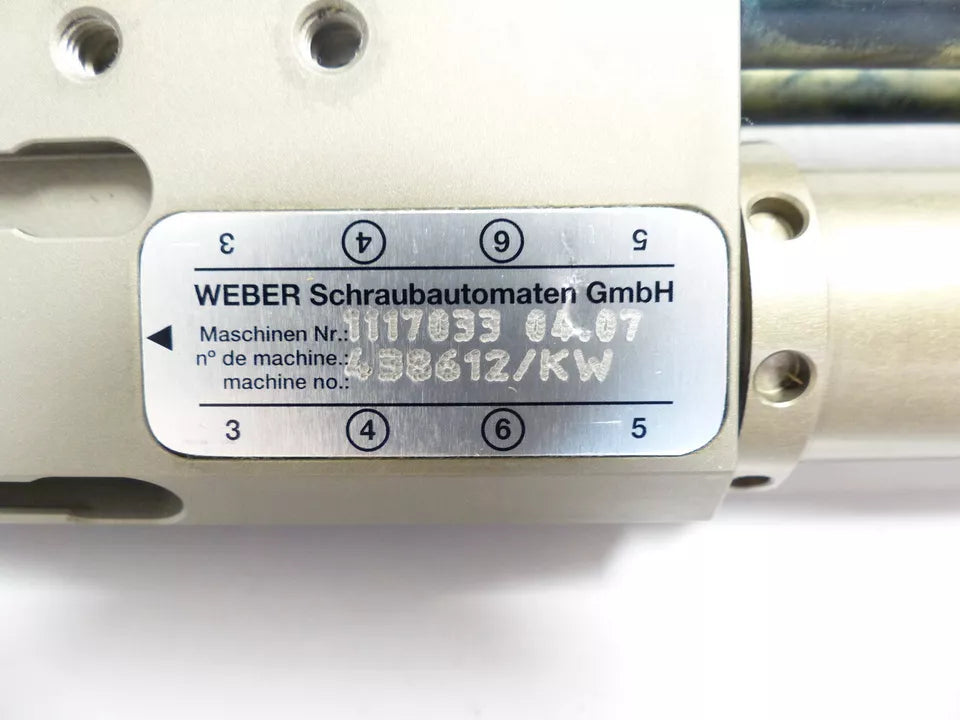 3 4 6 5
WEBER Schraubautomaten GmbH
Maschinen Nr.: 1117033 04.07
n° de machine.: 438612/KW
machine no.:
3 4 6 5